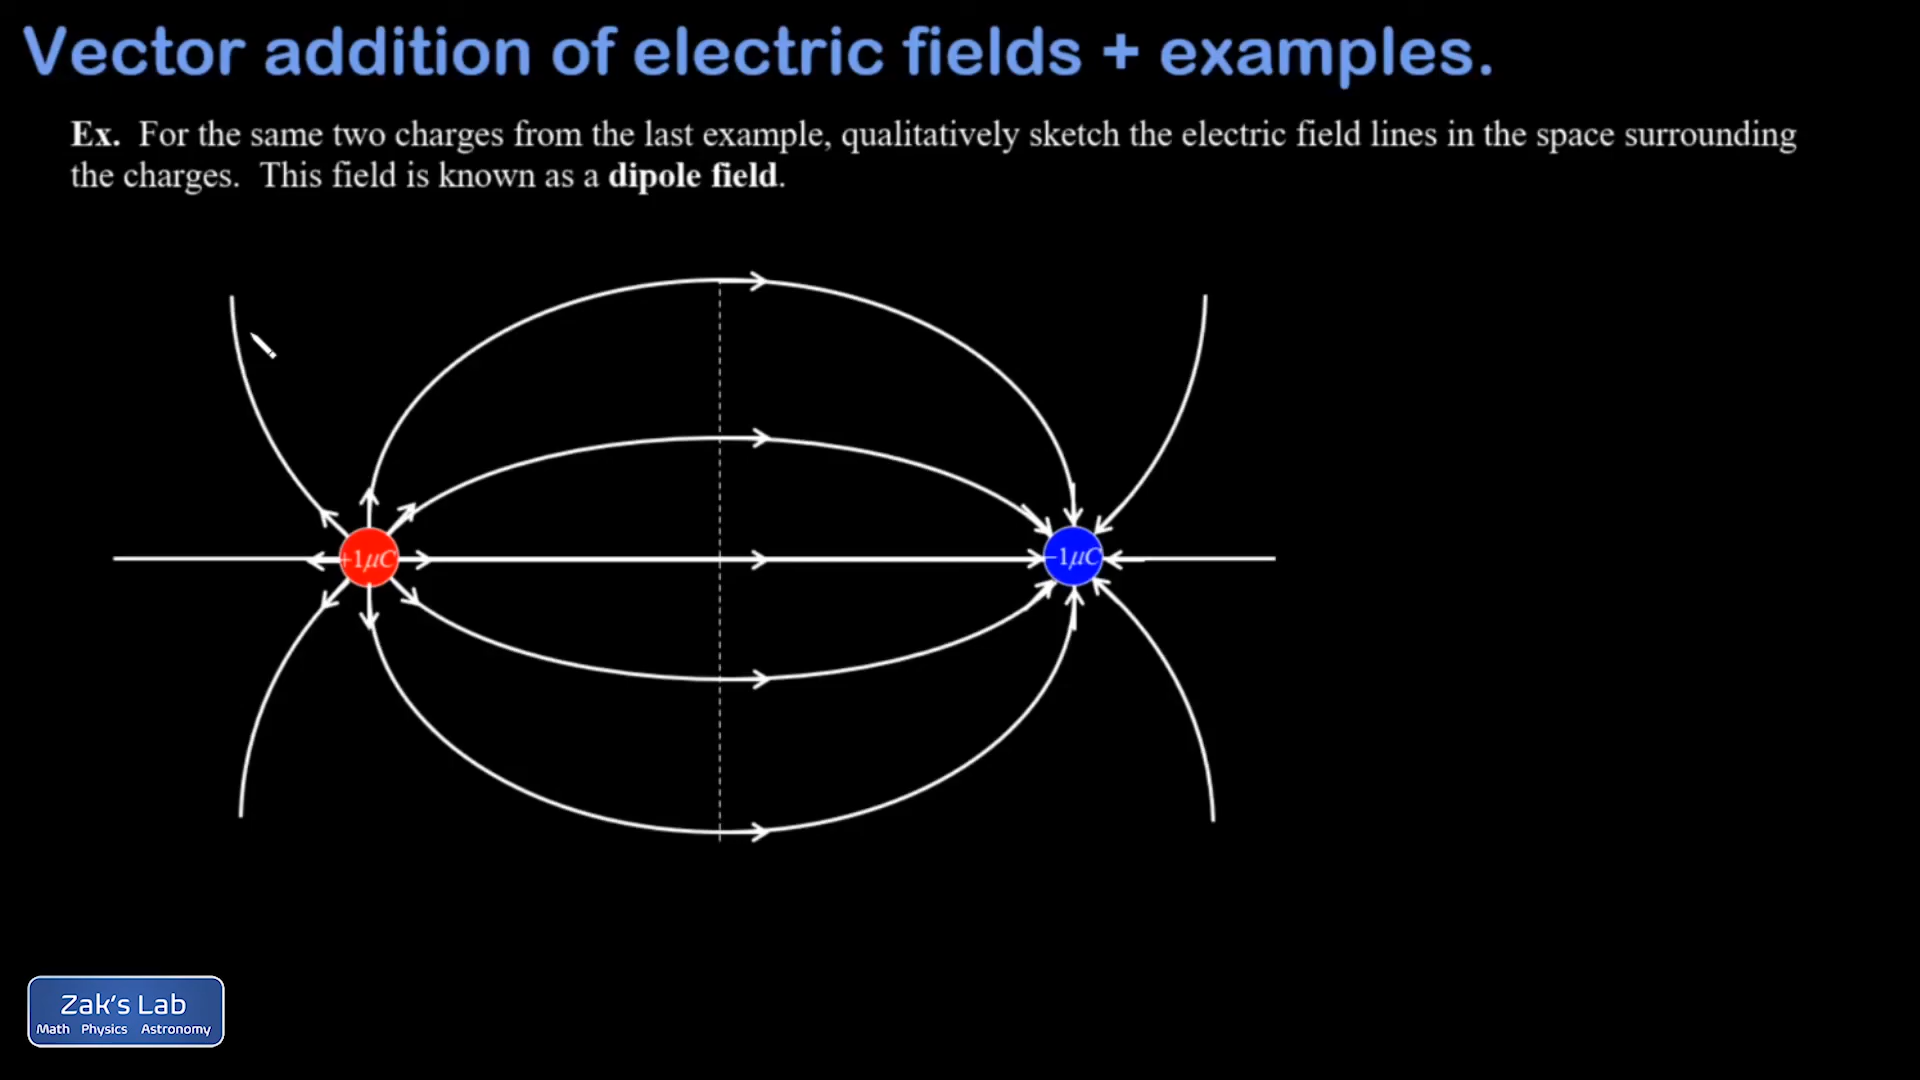 Vector addition of electric fields + examples.
Ex. For the same two charges from the last example, qualitatively sketch the electric field lines in the space surrounding
the charges. This field is known as a dipole field.
+1μC
−1μC
Zak's Lab
Math Physics Astronomy